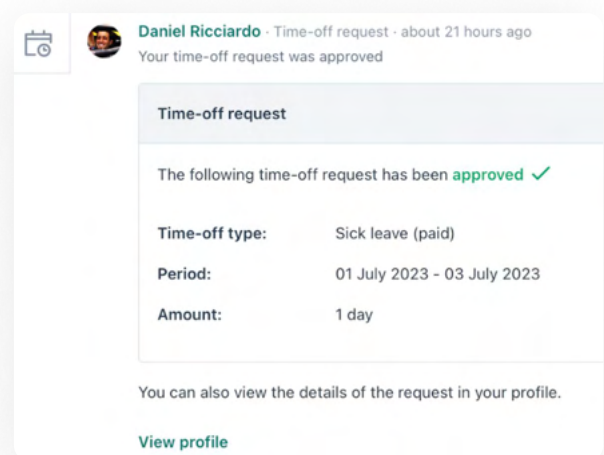 Daniel Ricciardo · Time-off request · about 21 hours ago
Your time-off request was approved
Time-off request
The following time-off request has been approved ✓
Time-off type: Sick leave (paid)
Period: 01 July 2023 - 03 July 2023
Amount: 1 day
You can also view the details of the request in your profile.
View profile